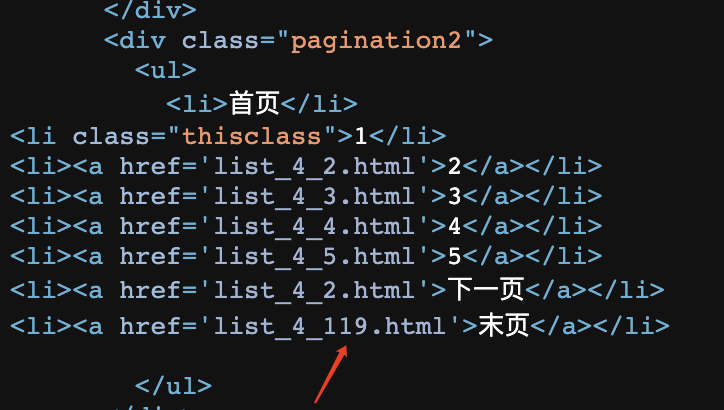 </div>
<div class="pagination2">
<ul>
<li>首页</li>
<li class="thisclass">1</li>
<li><a href='list_4_2.html'>2</a></li>
<li><a href='list_4_3.html'>3</a></li>
<li><a href='list_4_4.html'>4</a></li>
<li><a href='list_4_5.html'>5</a></li>
<li><a href='list_4_2.html'>下一页</a></li>
<li><a href='list_4_119.html'>末页</a></li>
</ul>